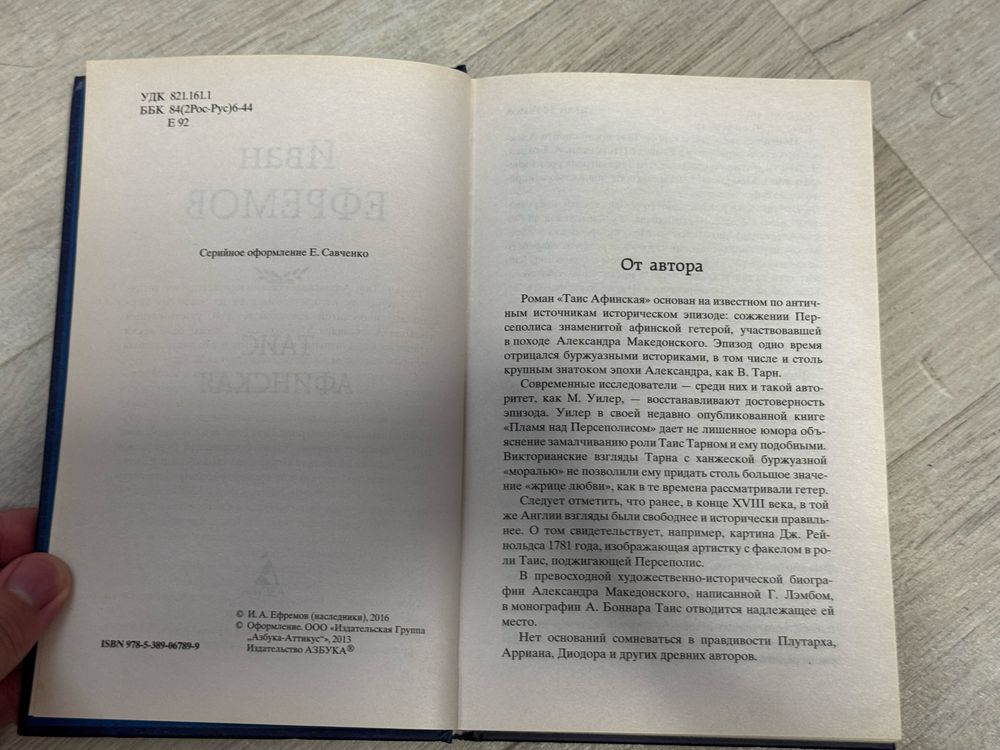 УДК 821.161.1
ББК 84(2Рос-Рус)6-44
Е 92
Иван
ЕФРЕМОВ
Серийное оформление Е. Савченко
ТАИС
АФИНСКАЯ
© И. А. Ефремов (наследники), 2016
© Оформление. ООО «Издательская Группа
„Азбука-Аттикус“», 2013
Издательство АЗБУКА®
ISBN 978-5-389-06789-9
От автора
Роман «Таис Афинская» основан на известном по антич-
ным источникам историческом эпизоде: сожжении Пер-
сеполиса знаменитой афинской гетерой, участвовавшей
в походе Александра Македонского. Эпизод одно время
отрицался буржуазными историками, в том числе и столь
крупным знатоком эпохи Александра, как В. Тарн.
Современные исследователи — среди них и такой авто-
ритет, как М. Уилер, — восстанавливают достоверность
эпизода. Уилер в своей недавно опубликованной книге
«Пламя над Персеполисом» дает не лишенное юмора объ-
яснение замалчиванию роли Таис Тарном и ему подобными.
Викторианские взгляды Тарна с ханжеской буржуазной
«моралью» не позволили ему придать столь большое значе-
ние «жрице любви», как в те времена рассматривали гетер.
Следует отметить, что ранее, в конце XVIII века, в той
же Англии взгляды были свободнее и исторически правиль-
нее. О том свидетельствует, например, картина Дж. Рей-
нольдса 1781 года, изображающая артистку с факелом в ро-
ли Таис, поджигающей Персеполис.
В превосходной художественно-исторической биогра-
фии Александра Македонского, написанной Г. Лэмбом,
в монографии А. Боннара Таис отводится надлежащее ей
место.
Нет оснований сомневаться в правдивости Плутарха,
Арриана, Диодора и других древних авторов.